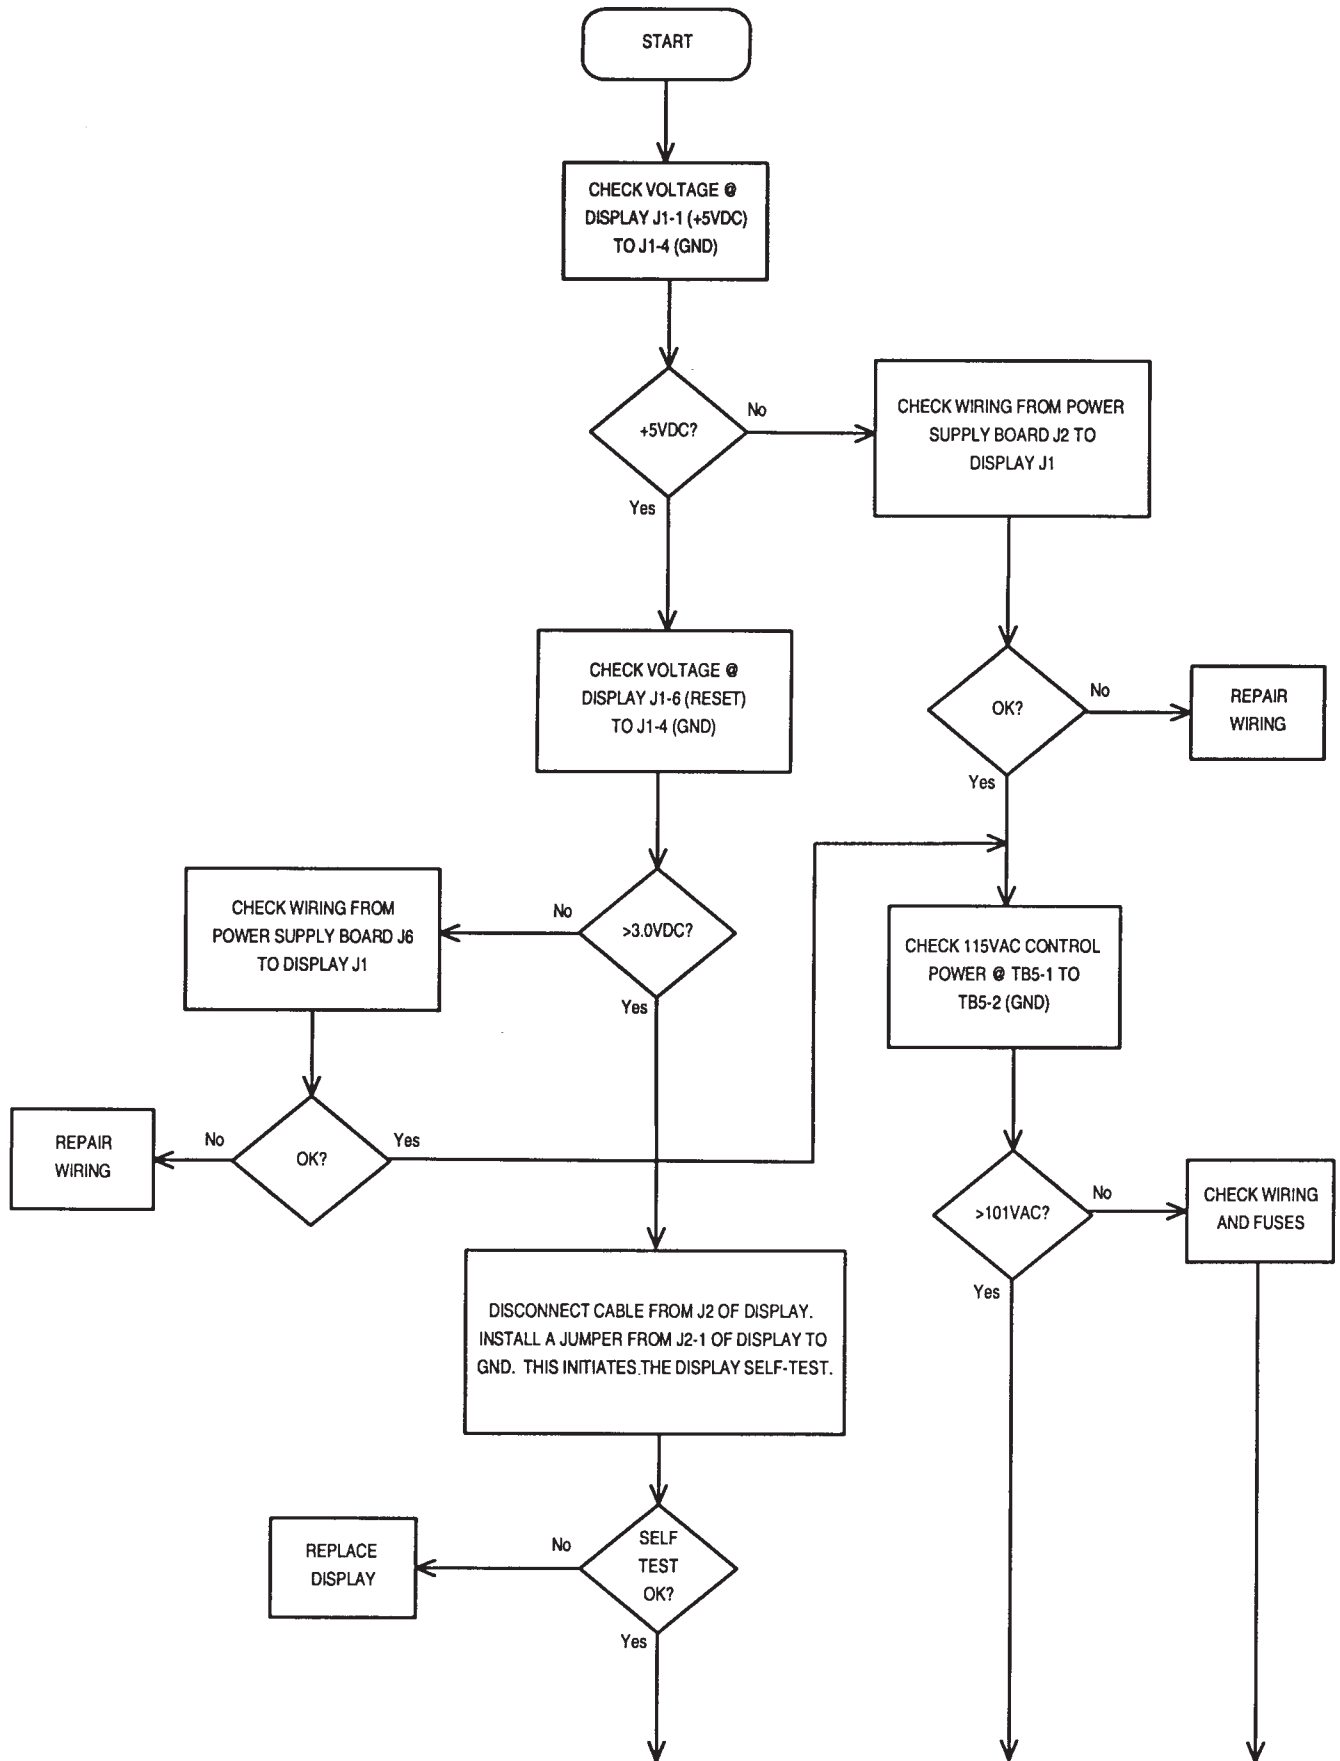 START
CHECK VOLTAGE @
DISPLAY J1-1 (+5VDC)
TO J1-4 (GND)
+5VDC?
No
Yes
CHECK WIRING FROM POWER
SUPPLY BOARD J2 TO
DISPLAY J1
CHECK VOLTAGE @
DISPLAY J1-6 (RESET)
TO J1-4 (GND)
OK?
No
Yes
REPAIR
WIRING
CHECK WIRING FROM
POWER SUPPLY BOARD J6
TO DISPLAY J1
No
>3.0VDC?
Yes
CHECK 115VAC CONTROL
POWER @ TB5-1 TO
TB5-2 (GND)
REPAIR
WIRING
No
OK?
Yes
>101VAC?
No
Yes
CHECK WIRING
AND FUSES
DISCONNECT CABLE FROM J2 OF DISPLAY.
INSTALL A JUMPER FROM J2-1 OF DISPLAY TO
GND. THIS INITIATES THE DISPLAY SELF-TEST.
REPLACE
DISPLAY
No
SELF
TEST
OK?
Yes